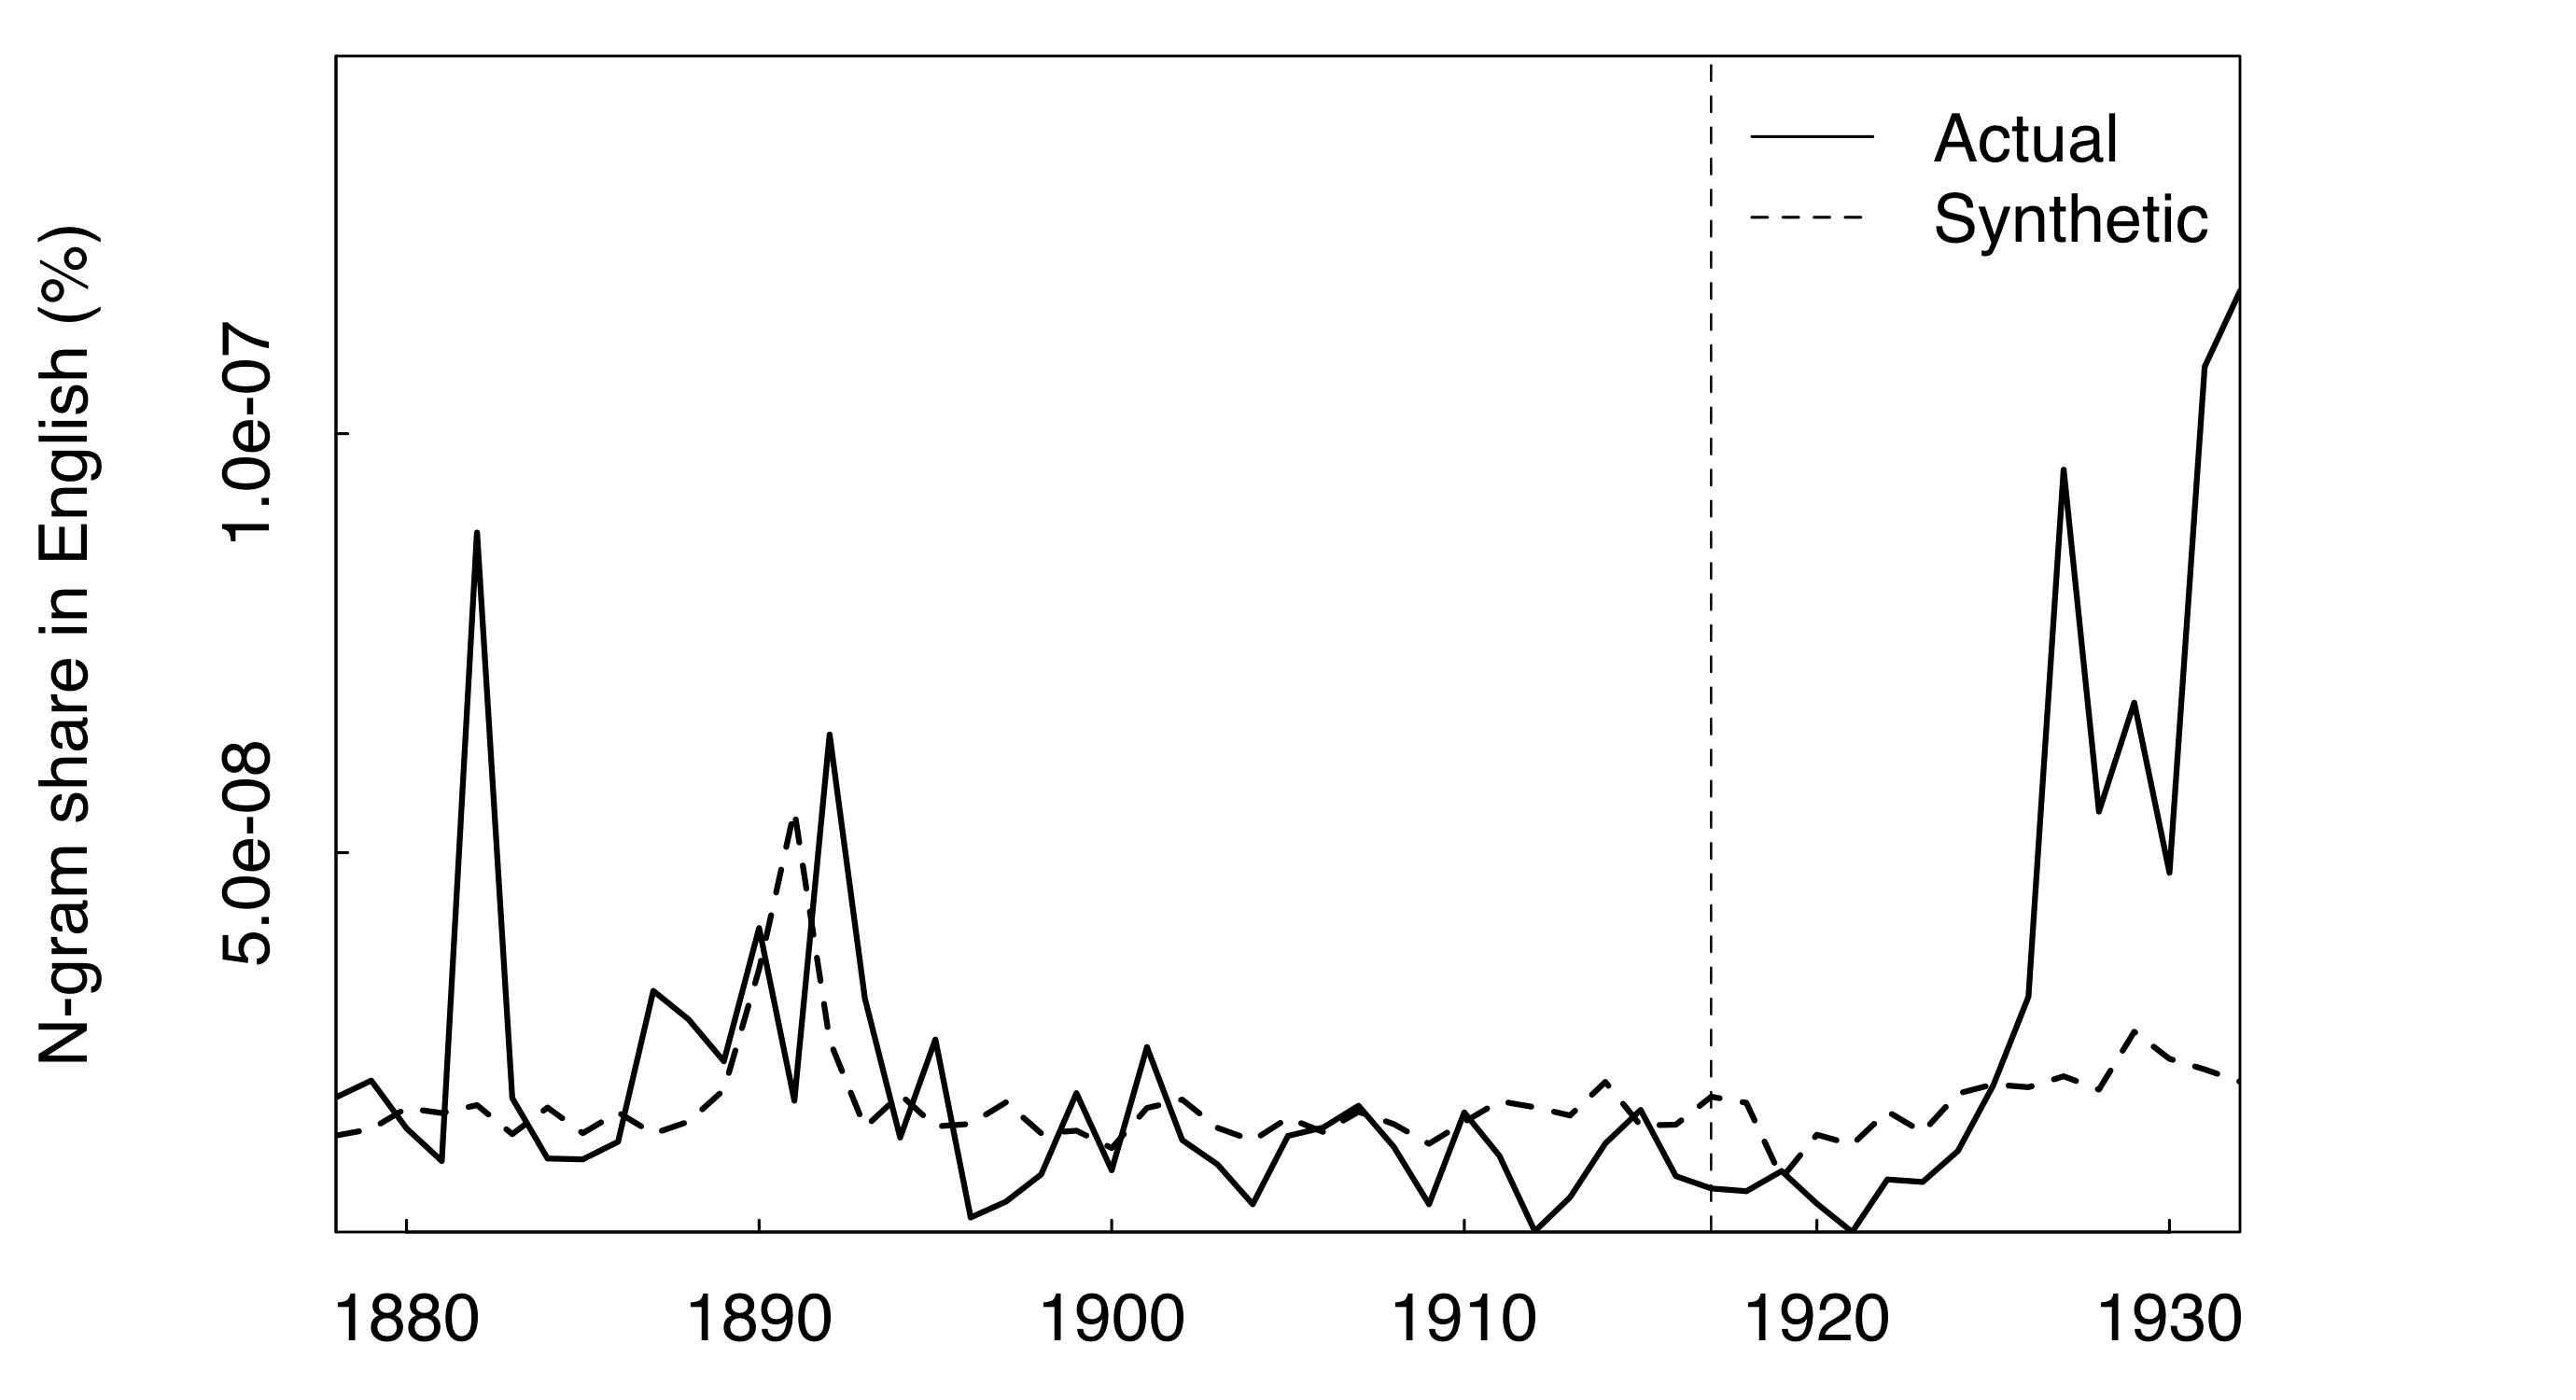 N-gram share in English (%)
1.0e-07
5.0e-08
Actual
Synthetic
1880 1890 1900 1910 1920 1930